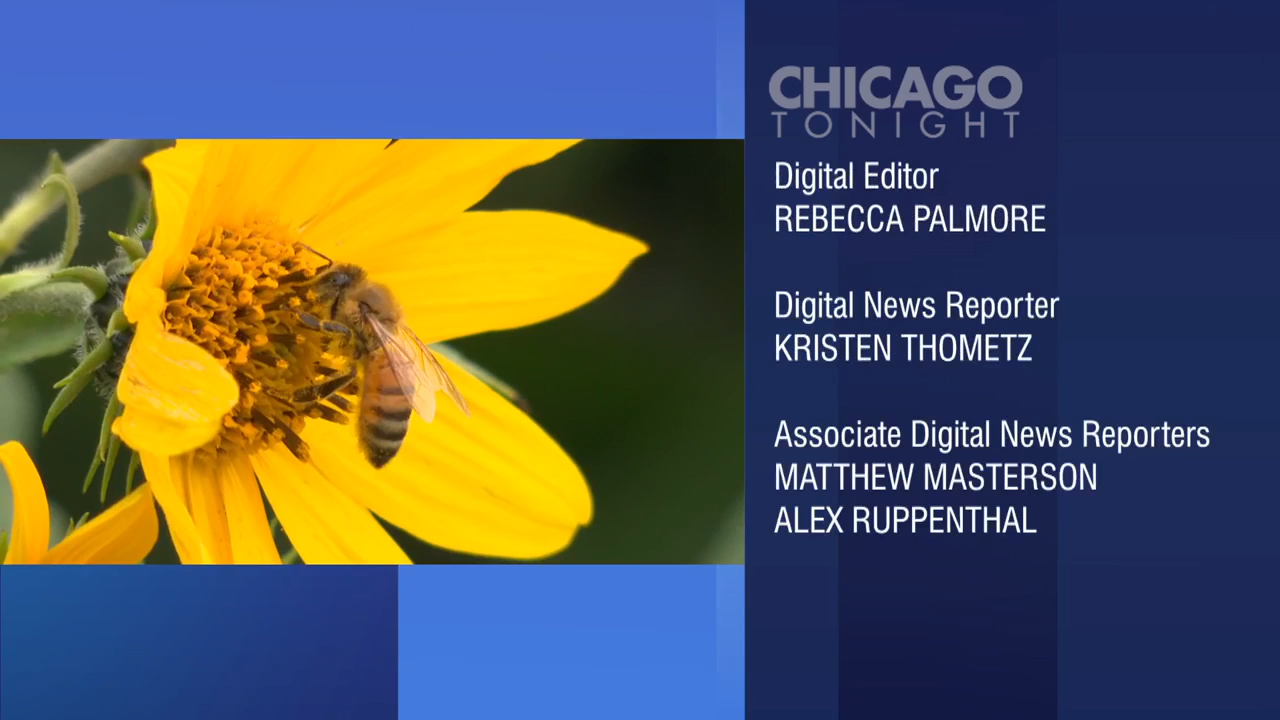 CHICAGO
TONIGHT
Digital Editor
REBECCA PALMORE
Digital News Reporter
KRISTEN THOMETZ
Associate Digital News Reporters
MATTHEW MASTERSON
ALEX RUPPENTHAL